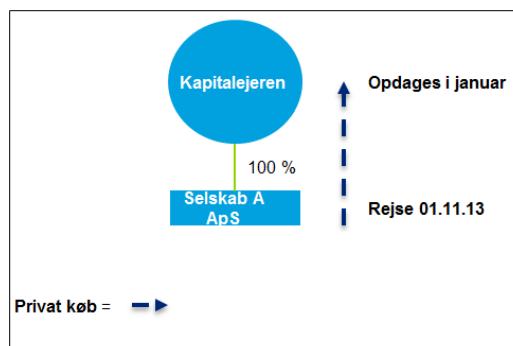 Kapitalejeren
Opdages i januar
100 %
Selskab A
ApS
Rejse 01.11.13
Privat køb =